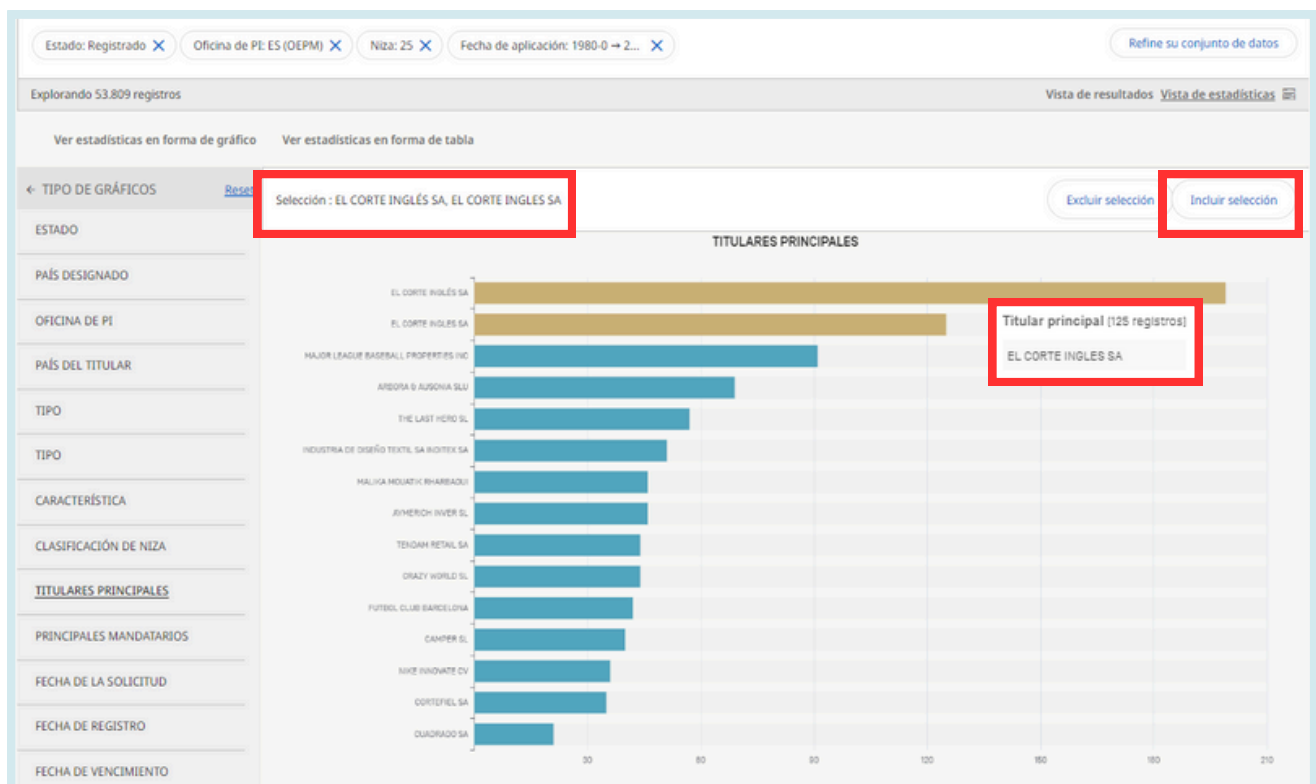 Estado: Registrado X Oficina de PI: ES (OEPM) X Niza: 25 X Fecha de aplicación: 1980-0 → 2... X Refine su conjunto de datos
Explorando 53.809 registros Vista de resultados Vista de estadísticas
Ver estadísticas en forma de gráfico Ver estadísticas en forma de tabla
← TIPO DE GRÁFICOS Reset
Selección : EL CORTE INGLÉS SA, EL CORTE INGLES SA Excluir selección Incluir selección
ESTADO
PAÍS DESIGNADO
OFICINA DE PI
PAÍS DEL TITULAR
TIPO
TIPO
CARACTERÍSTICA
CLASIFICACIÓN DE NIZA
TITULARES PRINCIPALES
PRINCIPALES MANDATARIOS
FECHA DE LA SOLICITUD
FECHA DE REGISTRO
FECHA DE VENCIMIENTO
TITULARES PRINCIPALES
EL CORTE INGLÉS SA
EL CORTE INGLES SA
MAJOR LEAGUE BASEBALL PROPERTIES INC
ARBORA & AUSONIA SLU
THE LAST HERO SL
INDUSTRIA DE DISEÑO TEXTIL SA INDITEX SA
MALIKA MOUATIK RHARBAOUI
AYMERICH INVER SL
TENDAM RETAIL SA
CRAZY WORLD SL
FUTBOL CLUB BARCELONA
CAMPER SL
NIKE INNOVATE CV
CORTEFIEL SA
CUADRADO SA
Titular principal [125 registros]
EL CORTE INGLES SA
30 60 90 120 150 180 210